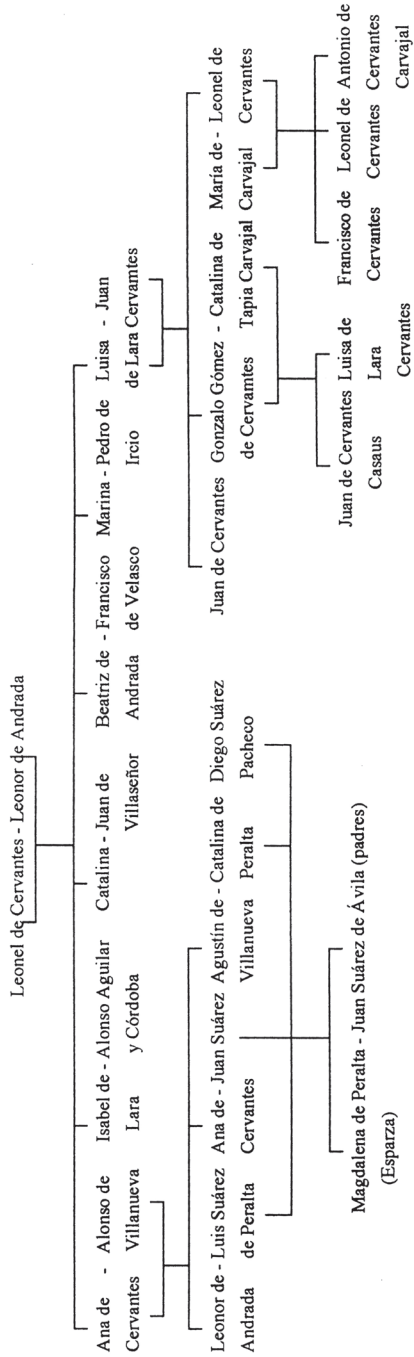 Leonel de Cervantes - Leonor de Andrada
Ana de - Alonso de
Cervantes Villanueva
Isabel de - Alonso Aguilar
Lara y Córdoba
Catalina - Juan de
Villaseñor
Beatriz de - Francisco
Andrada de Velasco
Marina - Pedro de
Ircio
Luisa - Juan
de Lara Cervamtes
Leonor de - Luis Suárez
Andrada de Peralta
Ana de - Juan Suárez
Cervantes
Agustín de - Catalina de
Villanueva Peralta
Diego Suárez
Pacheco
Juan de Cervantes
Gonzalo Gómez - Catalina de
de Cervamtes Tapia Carvajal
María de - Leonel de
Carvajal Cervantes
Magdalena de Peralta - Juan Suárez de Ávila (padres)
(Esparza)
Juan de Cervantes
Casaus
Luisa de
Lara
Cervantes
Francisco de
Cervantes
Leonel de
Cervantes
Antonio de
Cervantes
Carvajal